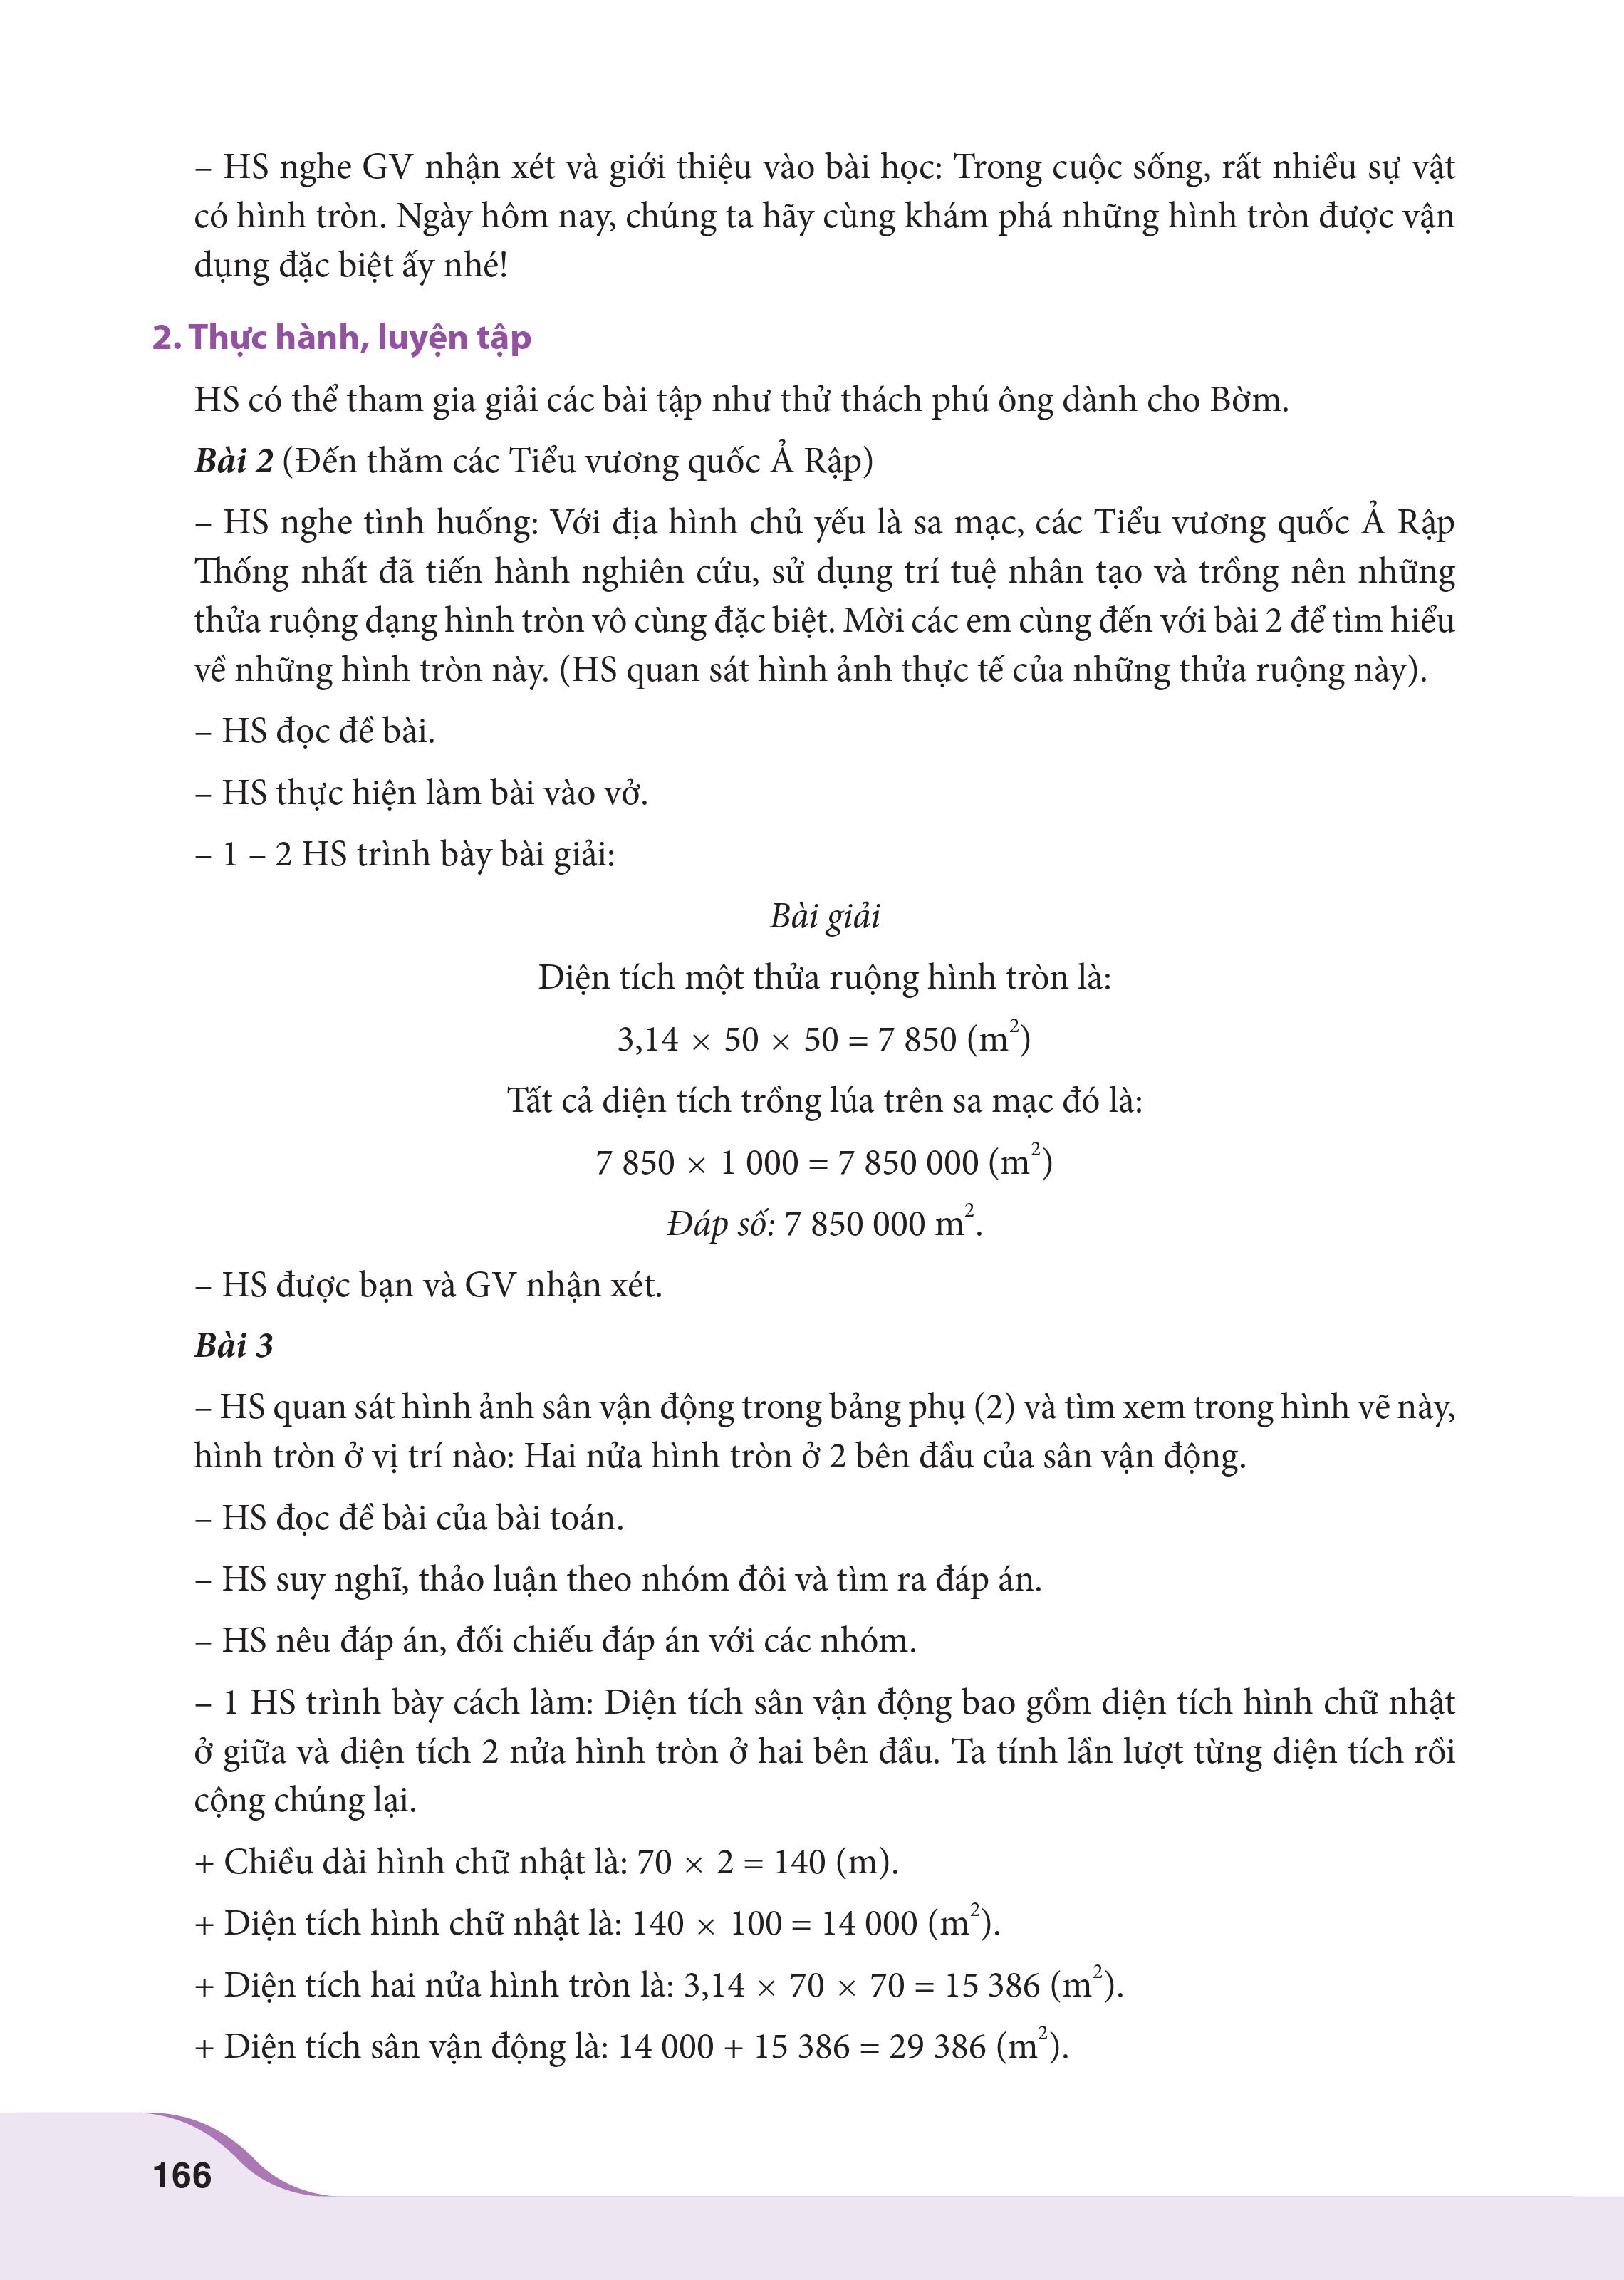 – HS nghe GV nhận xét và giới thiệu vào bài học: Trong cuộc sống, rất nhiều sự vật
có hình tròn. Ngày hôm nay, chúng ta hãy cùng khám phá những hình tròn được vận
dụng đặc biệt ấy nhé!
2. Thực hành, luyện tập
HS có thể tham gia giải các bài tập như thử thách phú ông dành cho Bờm.
Bài 2 (Đến thăm các Tiểu vương quốc Ả Rập)
– HS nghe tình huống: Với địa hình chủ yếu là sa mạc, các Tiểu vương quốc Ả Rập
Thống nhất đã tiến hành nghiên cứu, sử dụng trí tuệ nhân tạo và trồng nên những
thửa ruộng dạng hình tròn vô cùng đặc biệt. Mời các em cùng đến với bài 2 để tìm hiểu
về những hình tròn này. (HS quan sát hình ảnh thực tế của những thửa ruộng này).
– HS đọc đề bài.
– HS thực hiện làm bài vào vở.
– 1 – 2 HS trình bày bài giải:
Bài giải
Diện tích một thửa ruộng hình tròn là:
3,14 × 50 × 50 = 7 850 (m²)
Tất cả diện tích trồng lúa trên sa mạc đó là:
7 850 × 1 000 = 7 850 000 (m²)
Đáp số: 7 850 000 m².
– HS được bạn và GV nhận xét.
Bài 3
– HS quan sát hình ảnh sân vận động trong bảng phụ (2) và tìm xem trong hình vẽ này,
hình tròn ở vị trí nào: Hai nửa hình tròn ở 2 bên đầu của sân vận động.
– HS đọc đề bài của bài toán.
– HS suy nghĩ, thảo luận theo nhóm đôi và tìm ra đáp án.
– HS nêu đáp án, đối chiếu đáp án với các nhóm.
– 1 HS trình bày cách làm: Diện tích sân vận động bao gồm diện tích hình chữ nhật
ở giữa và diện tích 2 nửa hình tròn ở hai bên đầu. Ta tính lần lượt từng diện tích rồi
cộng chúng lại.
+ Chiều dài hình chữ nhật là: 70 × 2 = 140 (m).
+ Diện tích hình chữ nhật là: 140 × 100 = 14 000 (m²).
+ Diện tích hai nửa hình tròn là: 3,14 × 70 × 70 = 15 386 (m²).
+ Diện tích sân vận động là: 14 000 + 15 386 = 29 386 (m²).
166